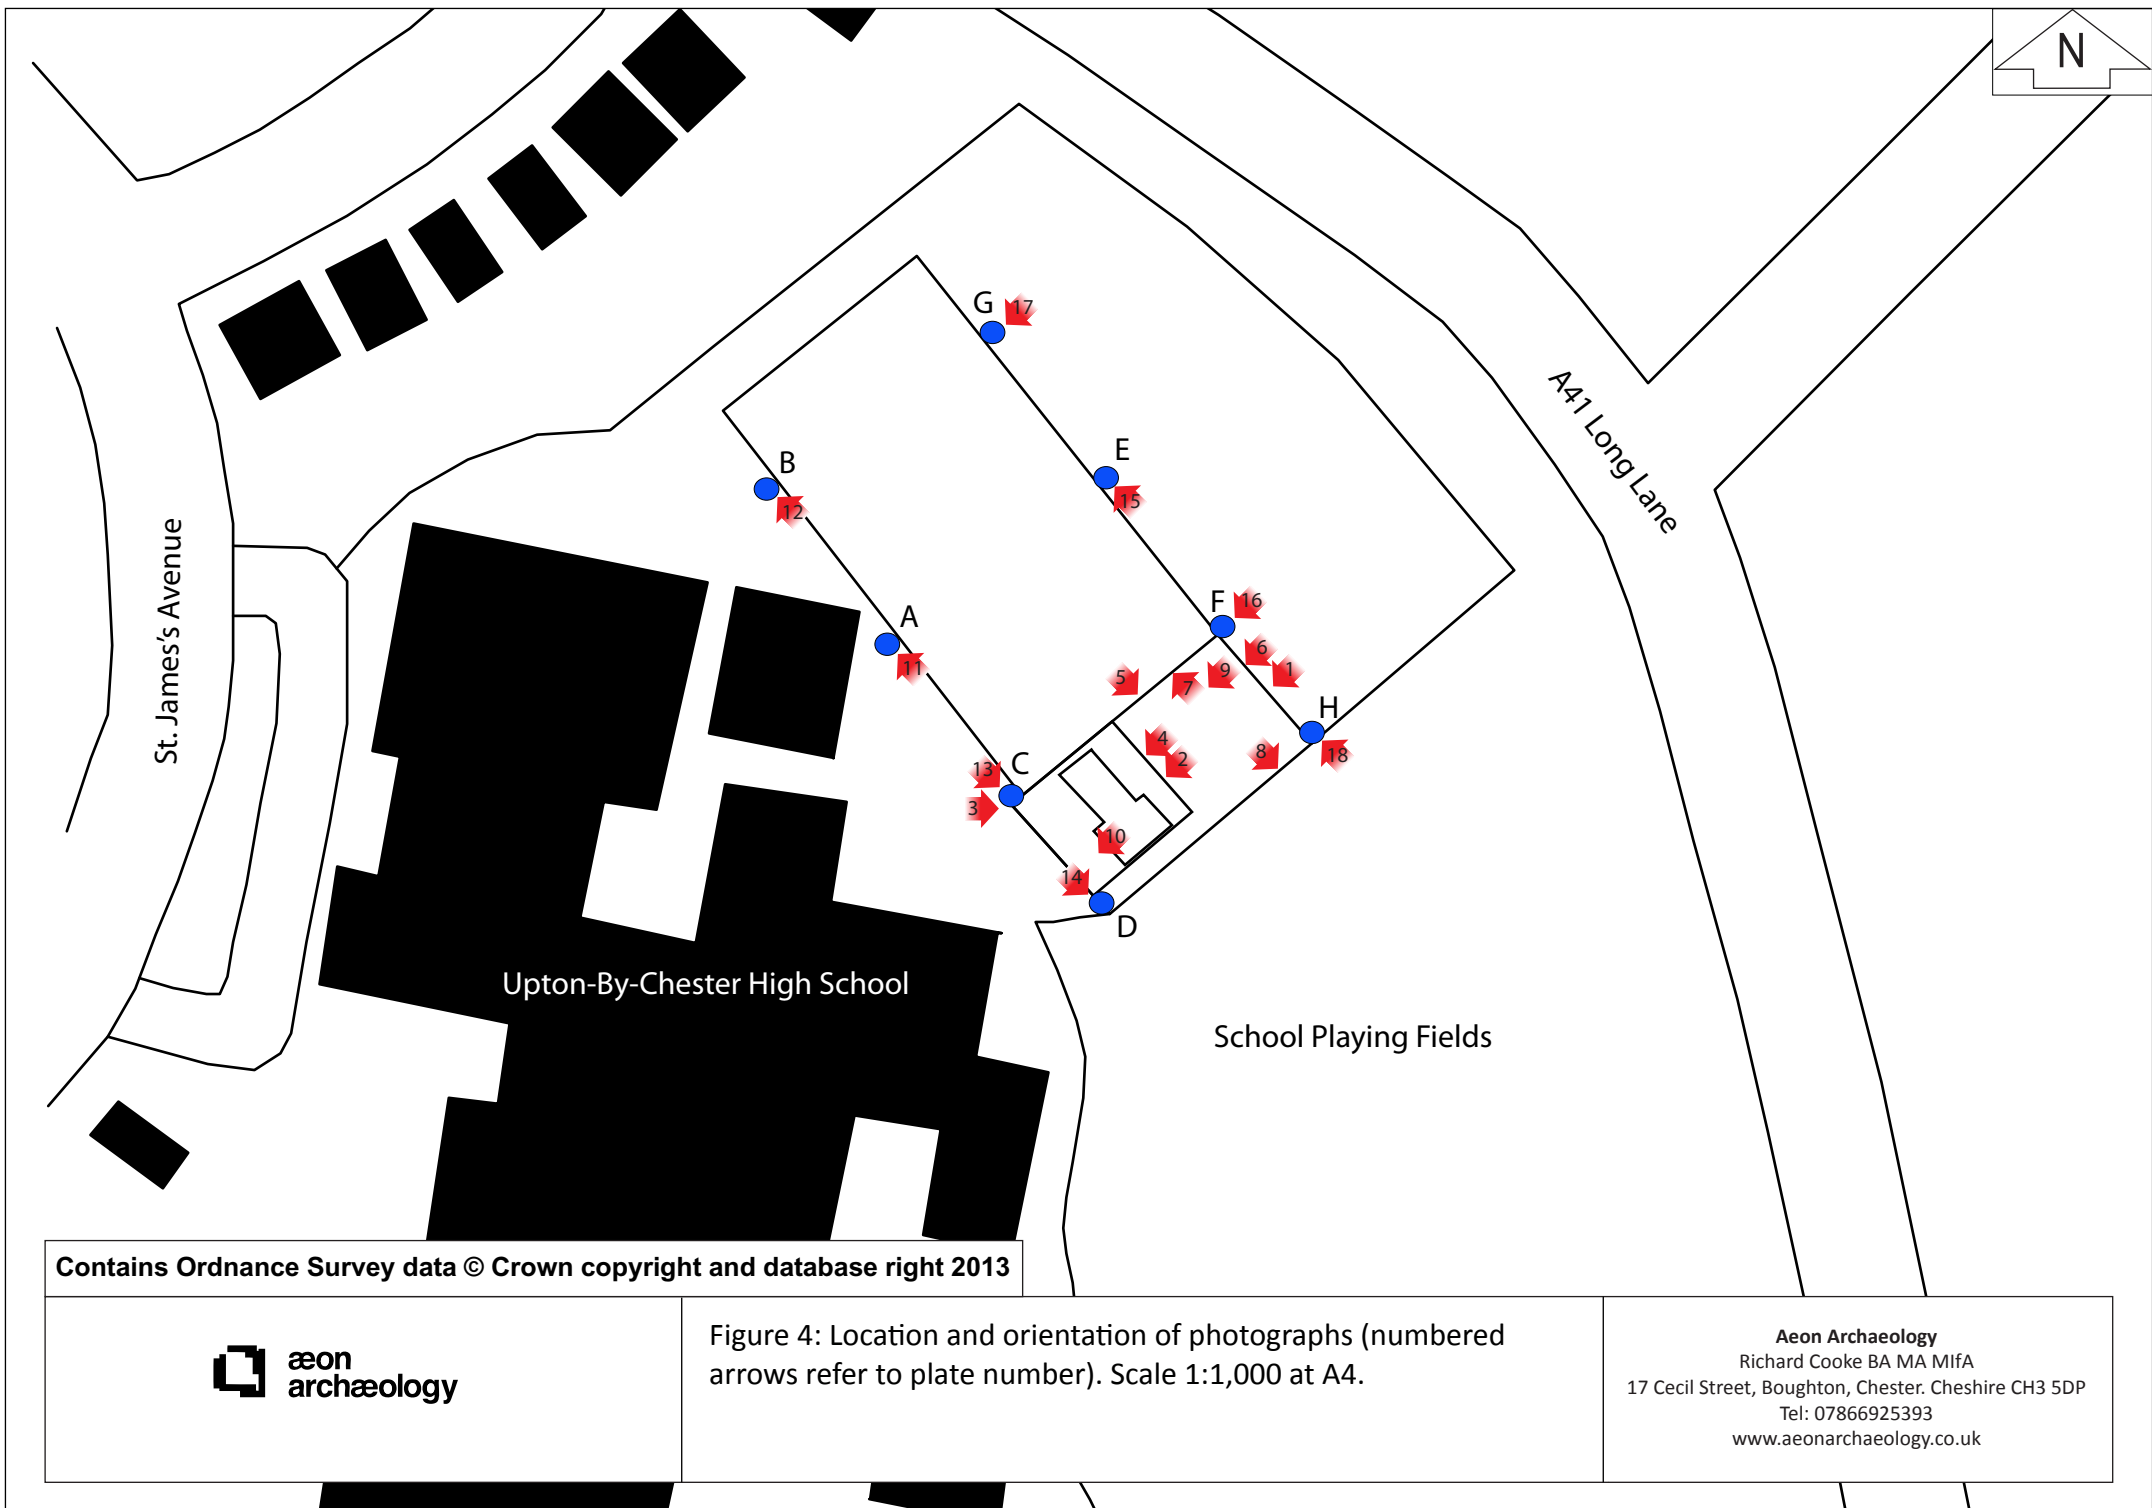 N
G
17
B
E
12
15
A41 Long Lane
St. James's Avenue
A
11
F
16
6
1
5
9
7
H
4
2
8
18
C
13
3
10
14
D
Upton-By-Chester High School
School Playing Fields
Contains Ordnance Survey data © Crown copyright and database right 2013
æon
archæology
Figure 4: Location and orientation of photographs (numbered
arrows refer to plate number). Scale 1:1,000 at A4.
Aeon Archaeology
Richard Cooke BA MA MIfA
17 Cecil Street, Boughton, Chester. Cheshire CH3 5DP
Tel: 07866925393
www.aeonarchaeology.co.uk